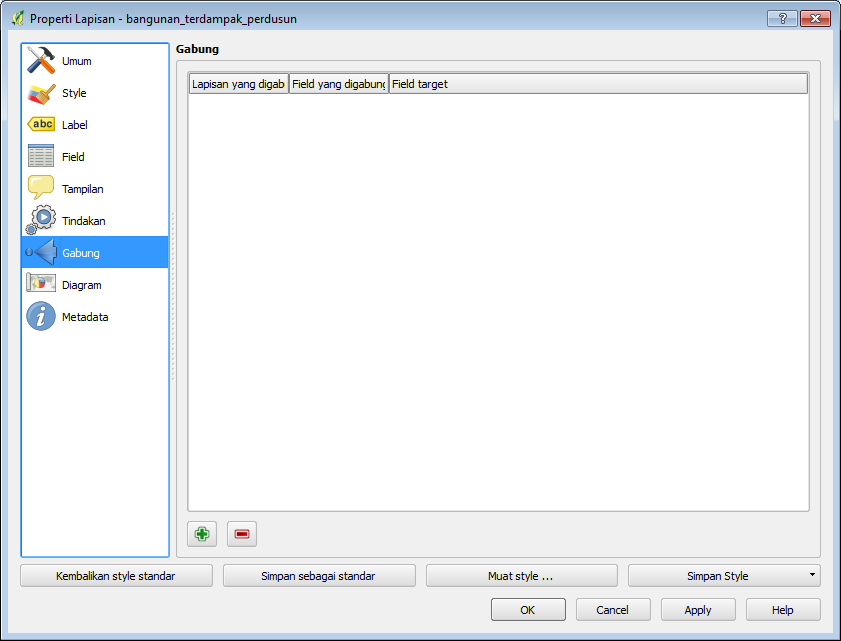 Properti Lapisan - bangunan_terdampak_perdusun
Umum
Style
abc Label
Field
Tampilan
Tindakan
Gabung
Diagram
i Metadata
Gabung
Lapisan yang digab Field yang digabung Field target
Kembalikan style standar Simpan sebagai standar Muat style ... Simpan Style
OK Cancel Apply Help